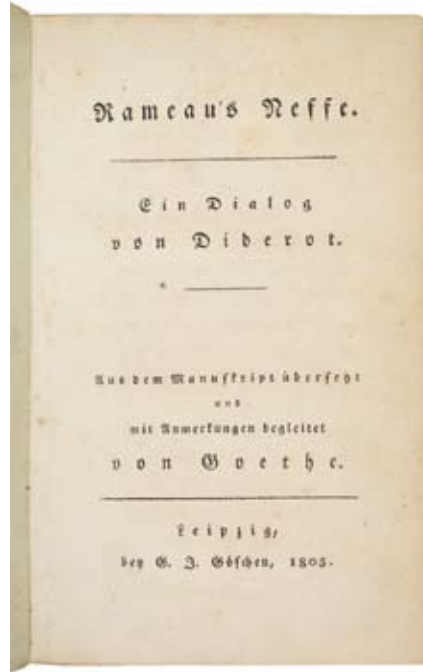 Rameau's Neffe.
Ein Dialog
von Diderot.
Aus dem Manuskript übersetzt
und
mit Anmerkungen begleitet
von Goethe.
Leipzig,
bey G. J. Göschen, 1805.